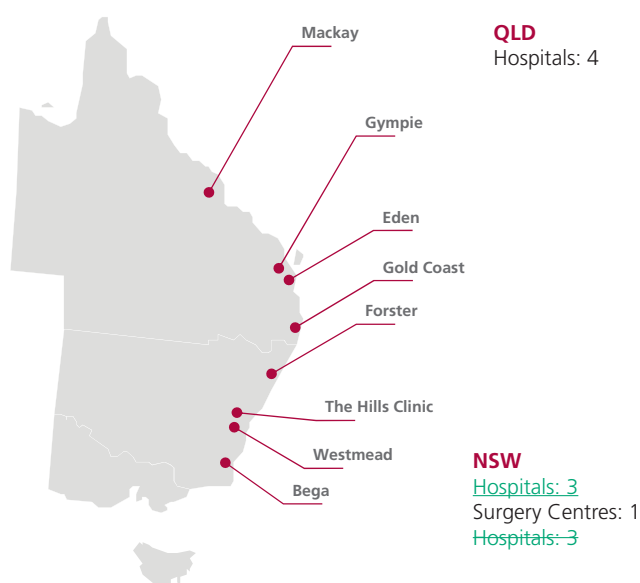 Mackay
QLD
Hospitals: 4
Gympie
Eden
Gold Coast
Forster
The Hills Clinic
Westmead
Bega
NSW
Hospitals: 3
Surgery Centres: 1
Hospitals: 3